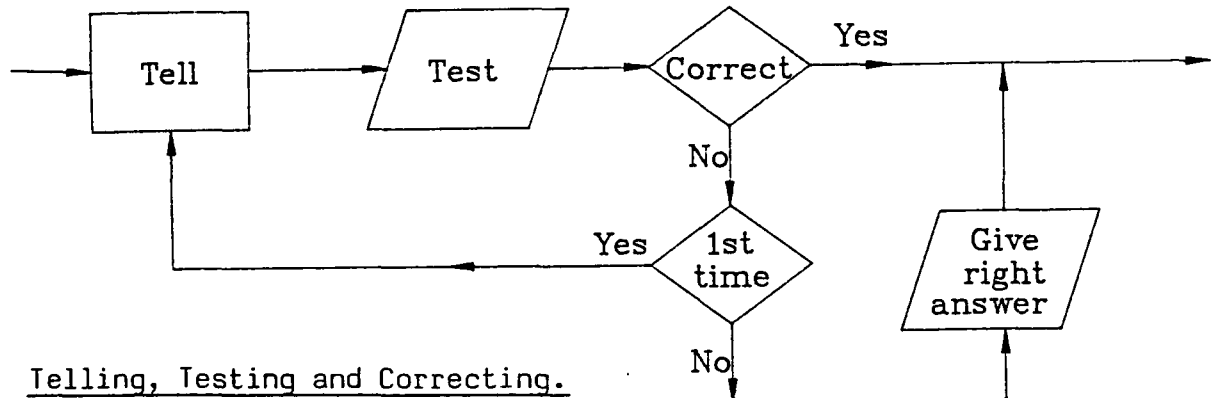 Yes
Tell
Test
Correct
No
Yes
1st
time
Give
right
answer
No
Telling, Testing and Correcting.